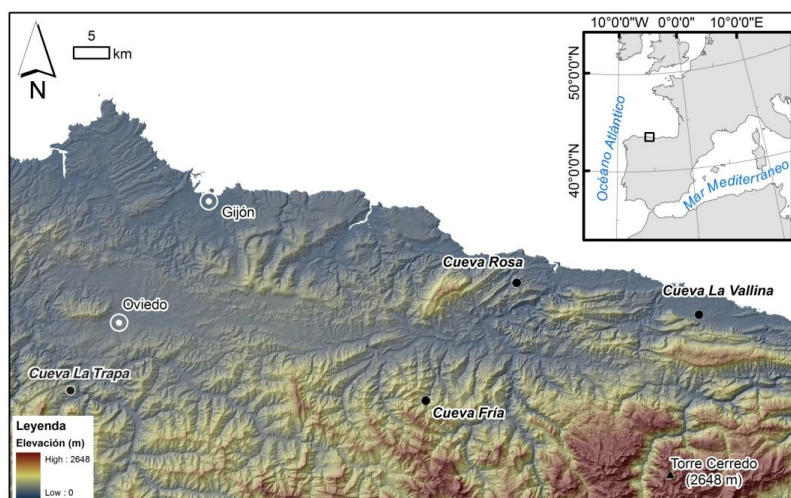 5
km
N
10°0'0"W 0°0'0" 10°0'0"E
50°0'0"N
40°0'0"N
Océano Atlántico
Mar Mediterráneo
Gijón
Cueva Rosa
Cueva La Vallina
Oviedo
Cueva La Trapa
Cueva Fría
Leyenda
Elevación (m)
High : 2648
Low : 0
Torre Cerredo
(2648 m)